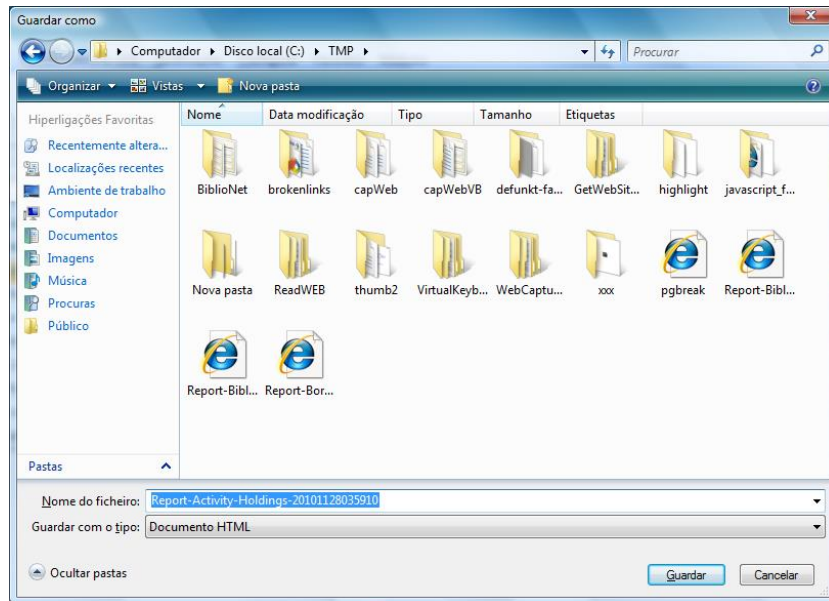 Guardar como
Computador Disco local (C:) TMP
Procurar
Organizar Vistas Nova pasta
Hiperligações Favoritas
Recentemente altera...
Localizações recentes
Ambiente de trabalho
Computador
Documentos
Imagens
Música
Procuras
Público
Pastas
Nome Data modificação Tipo Tamanho Etiquetas
BiblioNet brokenlinks capWeb capWebVB defunkt-fa... GetWebSit... highlight javascript_f...
Nova pasta ReadWEB thumb2 VirtualKeyb... WebCaptu... xxx pgbreak Report-Bibl...
Report-Bibl... Report-Bor...
Nome do ficheiro: Report-Activity-Holdings-20101128035910
Guardar com o tipo: Documento HTML
Ocultar pastas
Guardar Cancelar